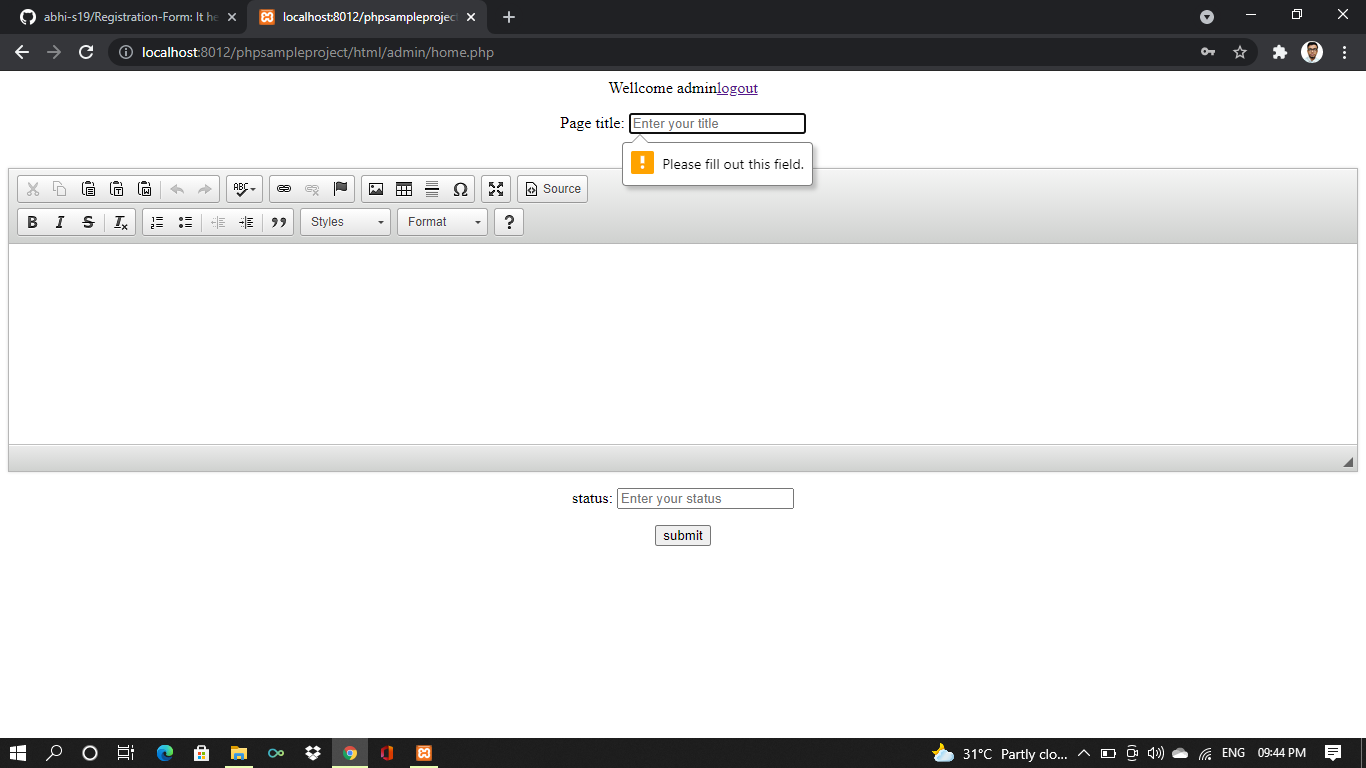 abhi-s19/Registration-Form: It he
localhost:8012/phpsampleproject
localhost:8012/phpsampleproject/html/admin/home.php
Wellcome adminlogout
Page title: Enter your title
Please fill out this field.
ABC
Ω
Source
B I S Tx
Styles
Format
?
status: Enter your status
submit
31°C Partly clo...
ENG
09:44 PM